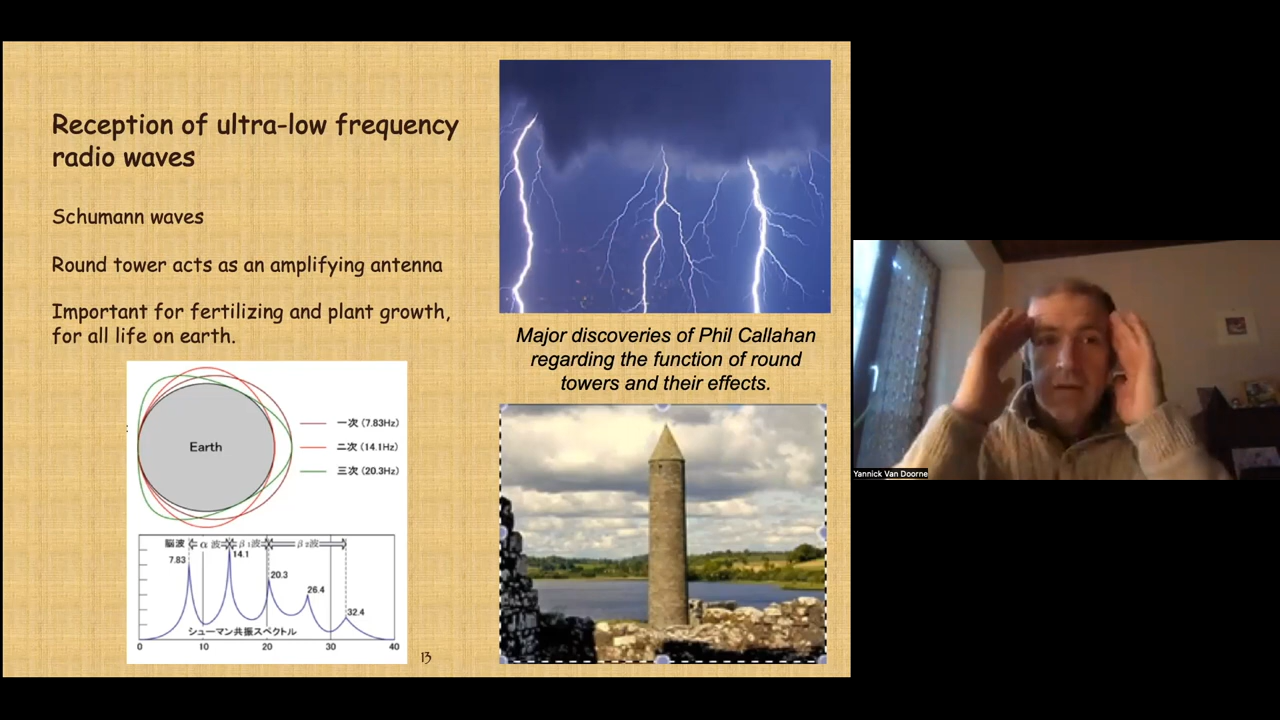 Reception of ultra-low frequency
radio waves
Schumann waves
Round tower acts as an amplifying antenna
Important for fertilizing and plant growth,
for all life on earth.
Earth
一次 (7.83Hz)
二次 (14.1Hz)
三次 (20.3Hz)
脳波 α 波 β 1波 β 2波
7.83
14.1
20.3
26.4
32.4
シューマン共振スペクトル
0 10 20 30 40
13
Major discoveries of Phil Callahan
regarding the function of round
towers and their effects.
Yannick Van Doorne